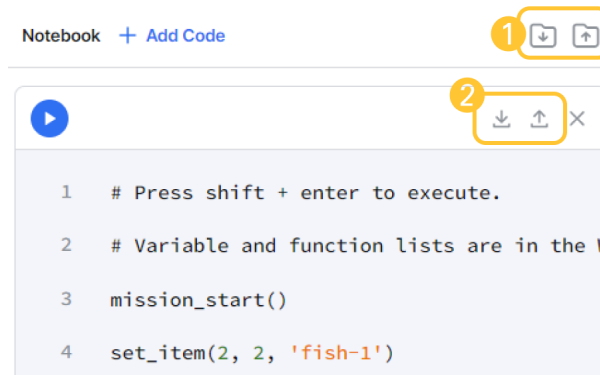 Notebook + Add Code
1
2
1 # Press shift + enter to execute.
2 # Variable and function lists are in the
3 mission_start()
4 set_item(2, 2, 'fish-1')